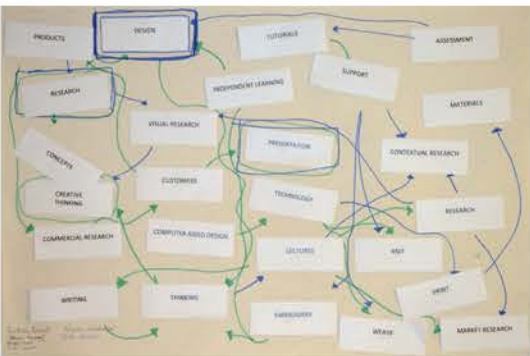 PRODUCTS
DESIGN
TUTORIALS
ASSESSMENT
SUPPORT
RESEARCH
INDEPENDENT LEARNING
MATERIALS
VISUAL RESEARCH
CONCEPTS
PRESENTATION
CONTEXTUAL RESEARCH
CUSTOMERS
CREATIVE
THINKING
TECHNOLOGY
RESEARCH
COMMERCIAL RESEARCH
COMPUTER AIDED DESIGN
LECTURES
KNIT
WRITING
THINKING
PRINT
EMBROIDERY
WEAVE
MARKET RESEARCH